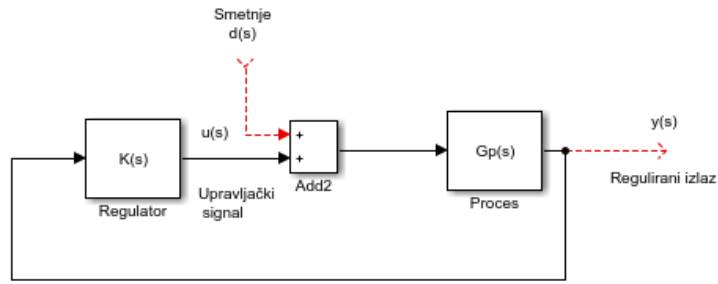 Smetnje
d(s)
y(s)
u(s)
+
K(s)
+
Gp(s)
Regulirani izlaz
Add2
Upravljački
signal
Regulator
Proces